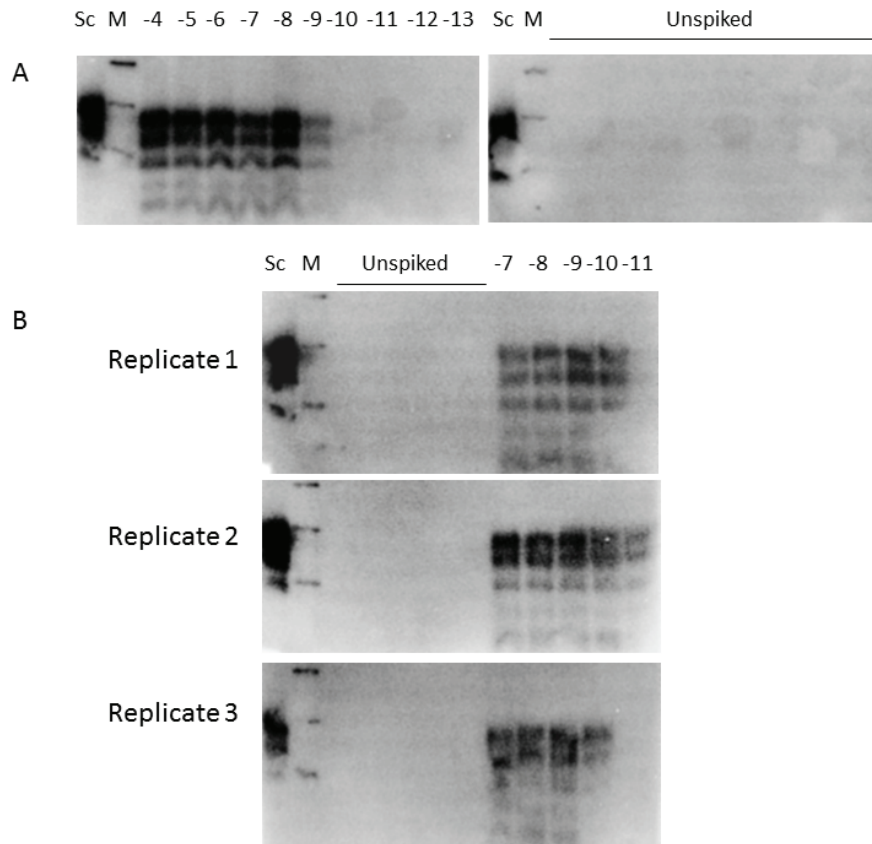 Sc M -4 -5 -6 -7 -8 -9 -10 -11 -12 -13 Sc M Unspiked
A
Sc M Unspiked -7 -8 -9 -10 -11
B
Replicate 1
Replicate 2
Replicate 3